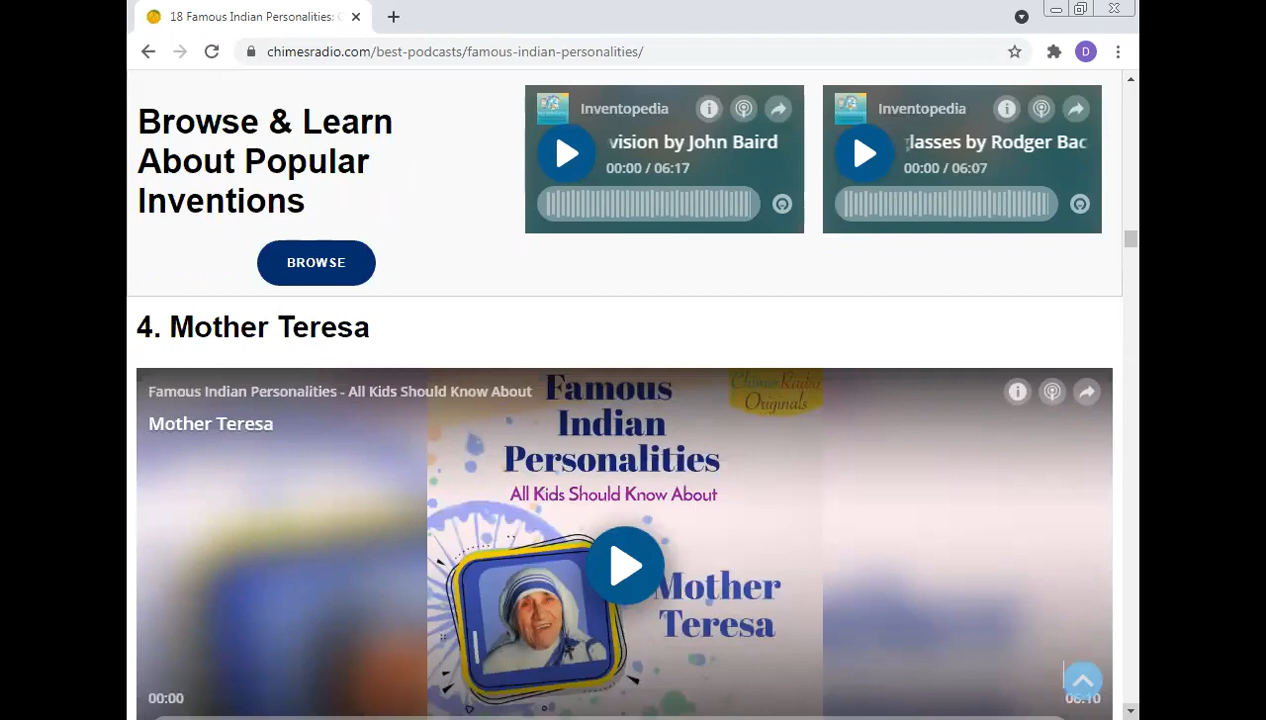 18 Famous Indian Personalities:
D
chimesradio.com/best-podcasts/famous-indian-personalities/
Browse & Learn
About Popular
Inventions
BROWSE
Inventopedia
vision by John Baird
00:00 / 06:17
Inventopedia
lasses by Rodger Bac
00:00 / 06:07
4. Mother Teresa
Famous Indian Personalities - All Kids Should Know About
Mother Teresa
Famous
Indian
Personalities
All Kids Should Know About
Chimes Radio
Originals
Mother
Teresa
00:00
06:10